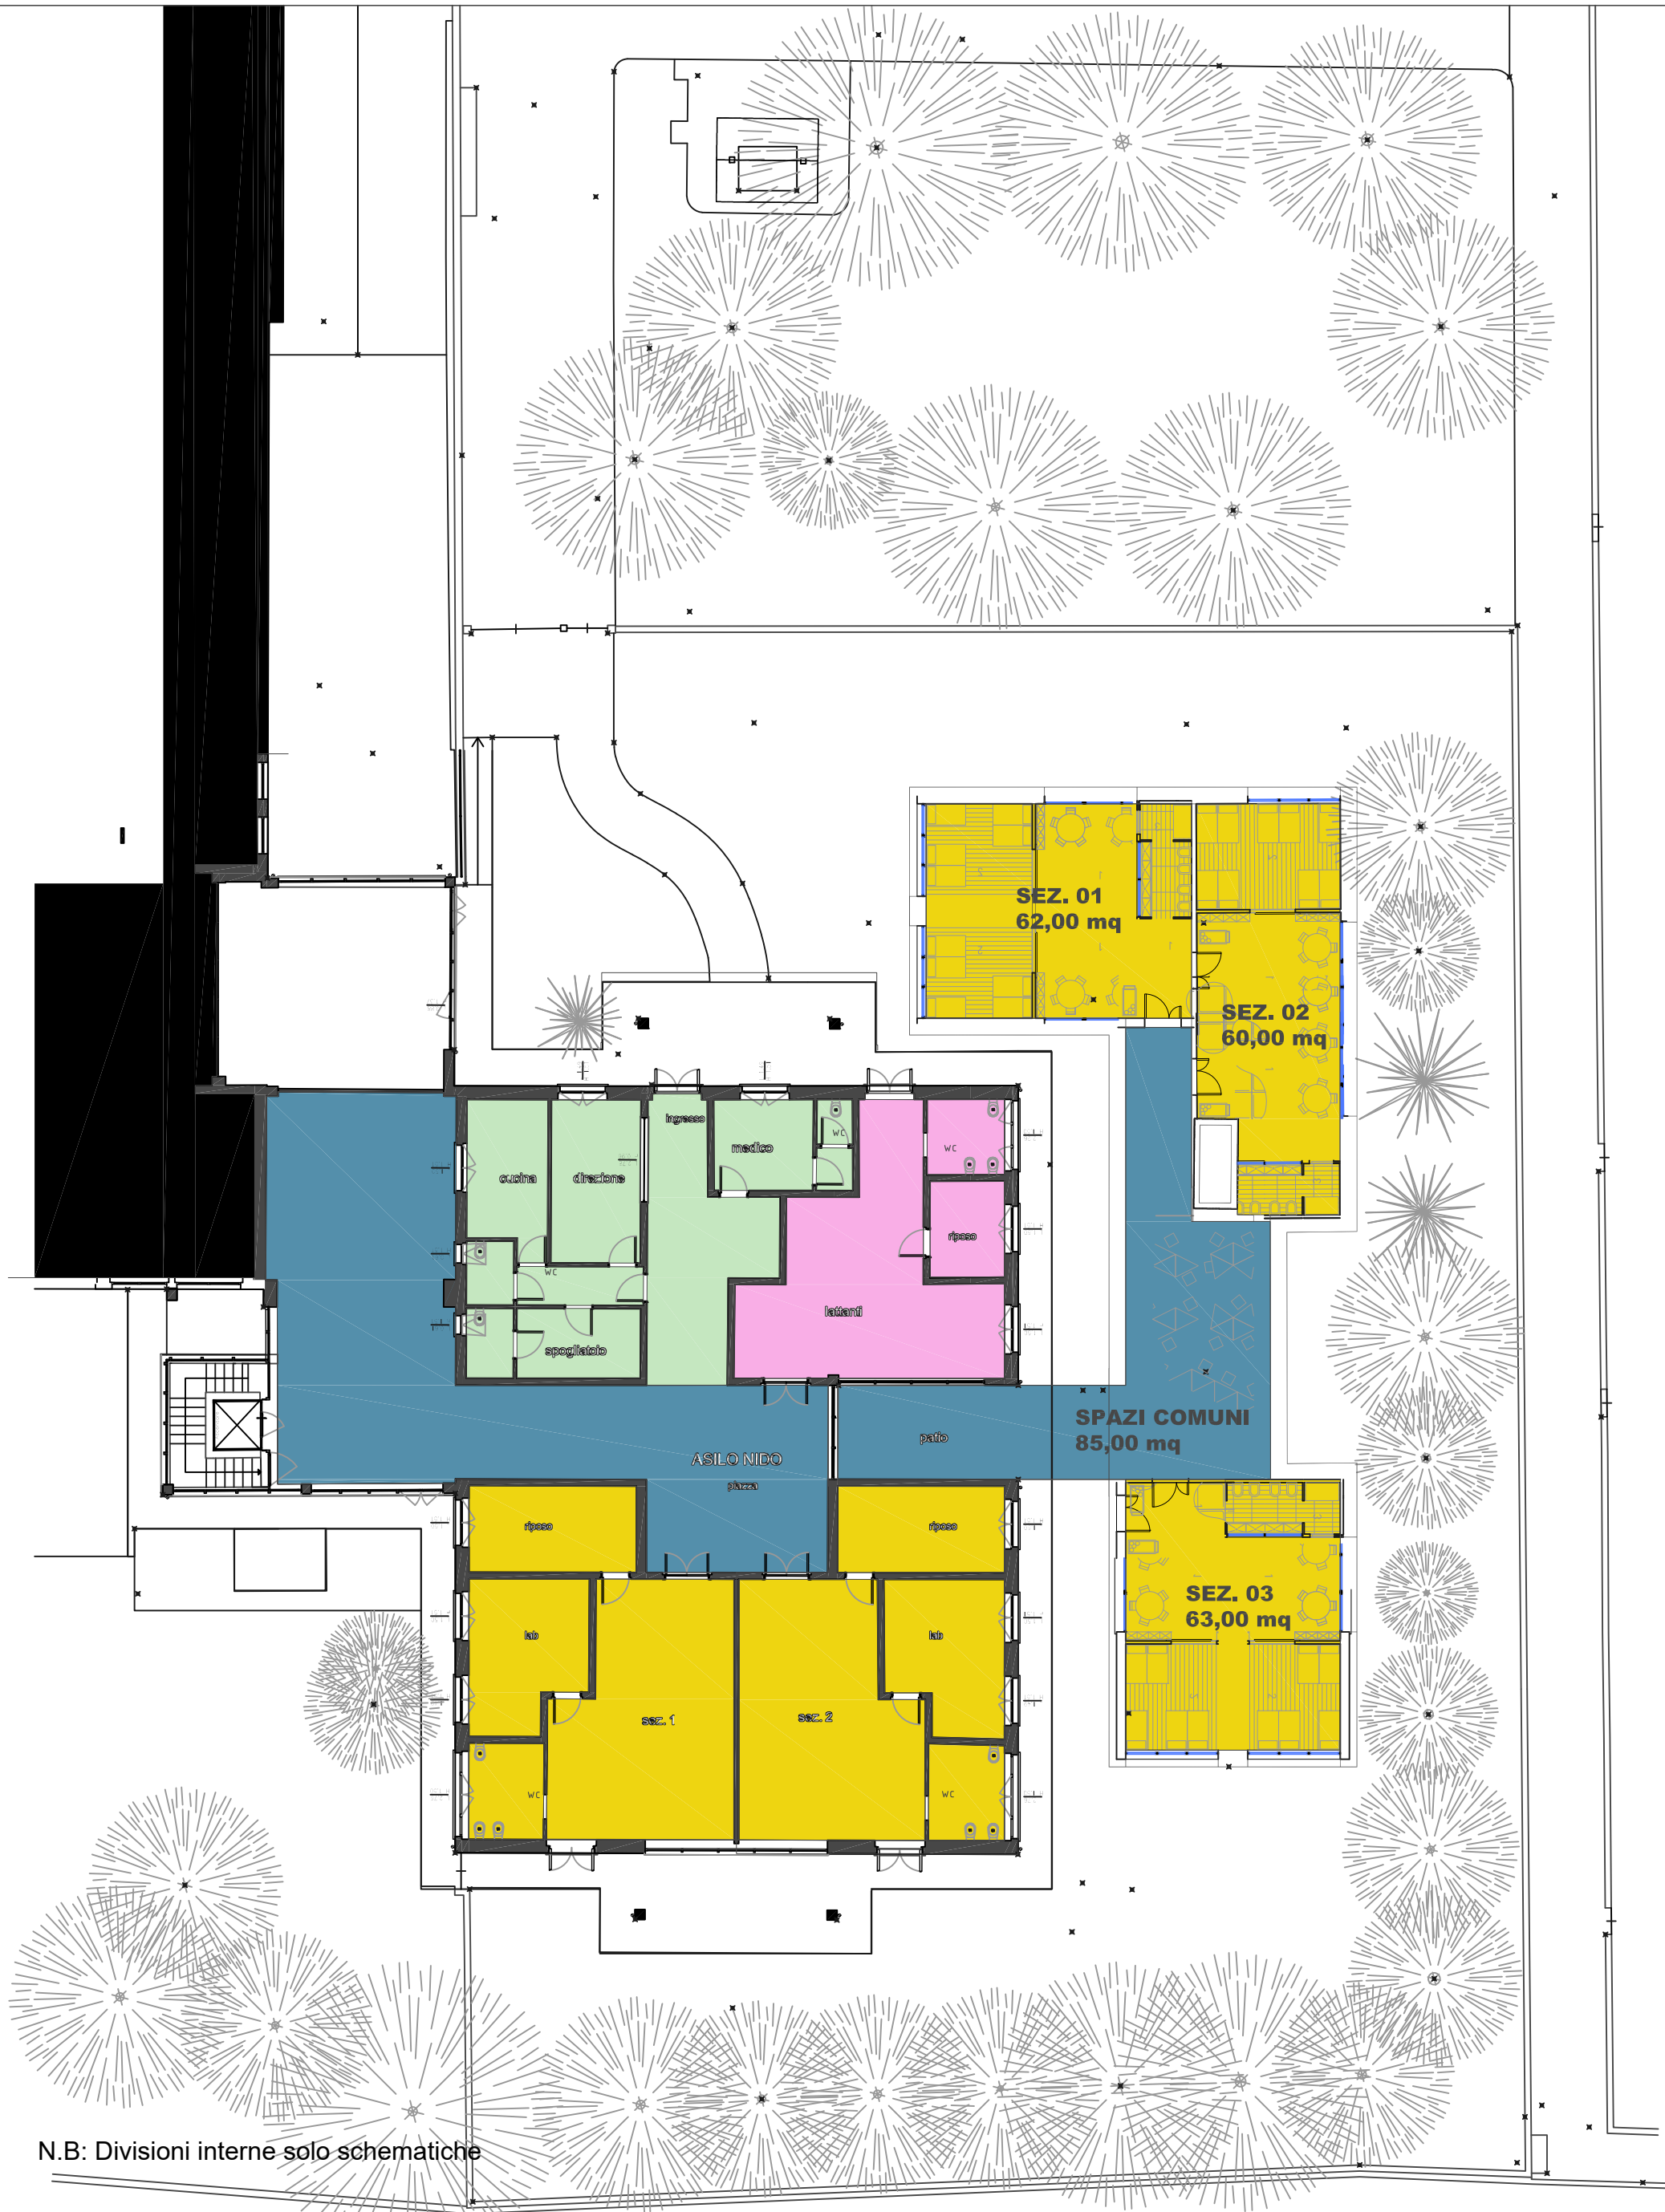 SEZ. 01
62,00 mq
SEZ. 02
60,00 mq
ingresso
medico
wc
wc
cucina
direzione
riposo
wc
lattanti
spogliatoio
SPAZI COMUNI
85,00 mq
patio
ASILO NIDO
piazza
riposo
riposo
SEZ. 03
63,00 mq
lab
lab
sez. 1
sez. 2
wc
wc
N.B: Divisioni interne solo schematiche